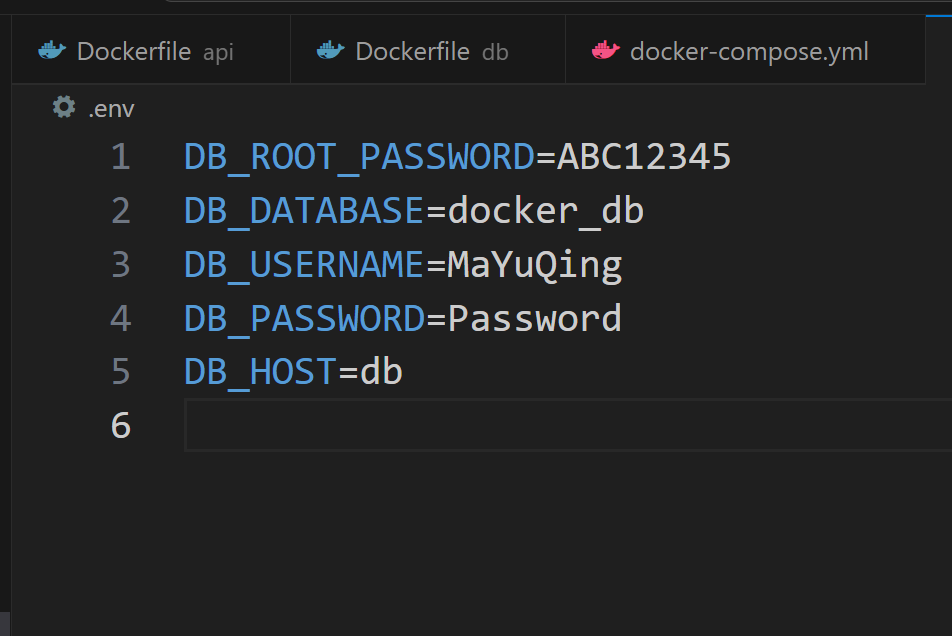 Dockerfile api Dockerfile db docker-compose.yml
.env
1 DB_ROOT_PASSWORD=ABC12345
2 DB_DATABASE=docker_db
3 DB_USERNAME=MaYuQing
4 DB_PASSWORD=Password
5 DB_HOST=db
6